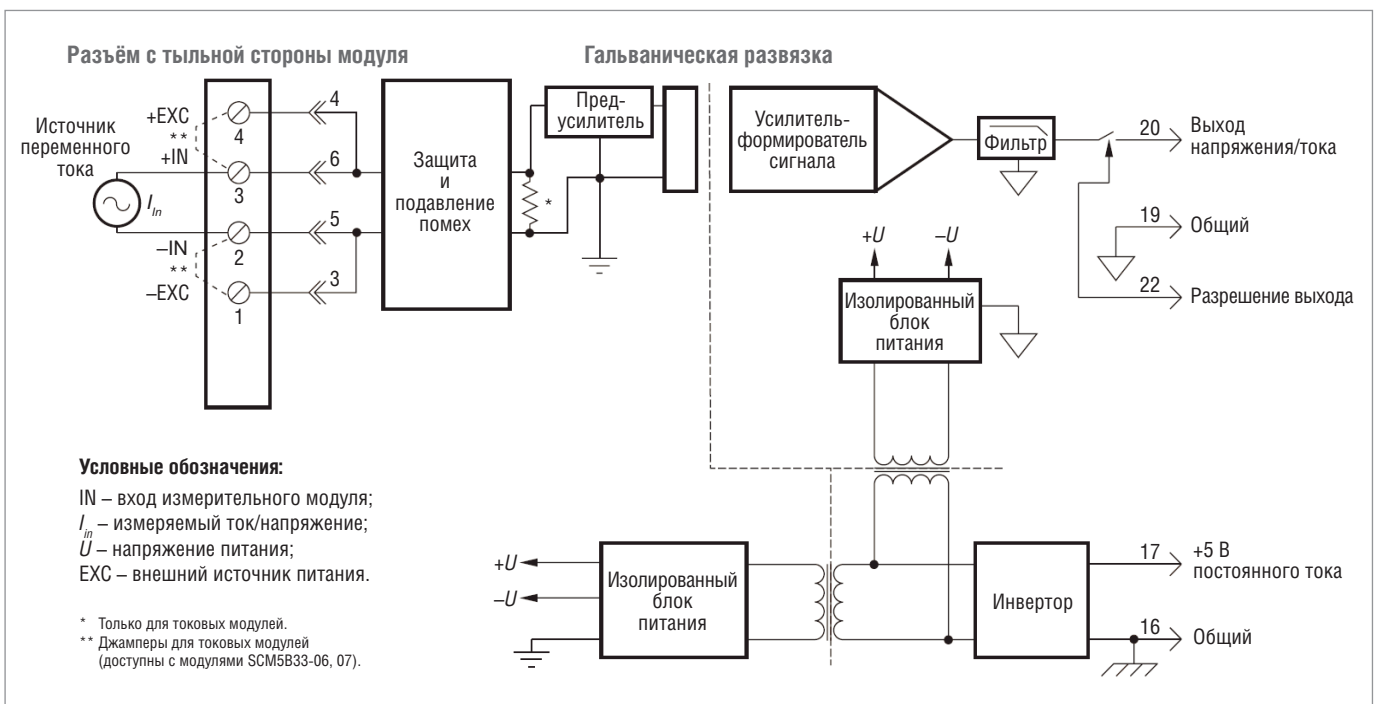 Разъём с тыльной стороны модуля
Гальваническая развязка
Источник
переменного
тока
I_In
+EXC
**
+IN
–IN
**
–EXC
4
3
2
1
4
6
5
3
Защита
и
подавление
помех
Пред-
усилитель
*
Усилитель-
формирователь
сигнала
Фильтр
20
Выход
напряжения/тока
19
Общий
22
Разрешение выхода
+U
–U
Изолированный
блок
питания
+U
–U
Изолированный
блок
питания
Инвертор
17
+5 В
постоянного тока
16
Общий
Условные обозначения:
IN – вход измерительного модуля;
I_in – измеряемый ток/напряжение;
U – напряжение питания;
EXC – внешний источник питания.
* Только для токовых модулей.
** Джамперы для токовых модулей
(доступны с модулями SCM5B33-06, 07).